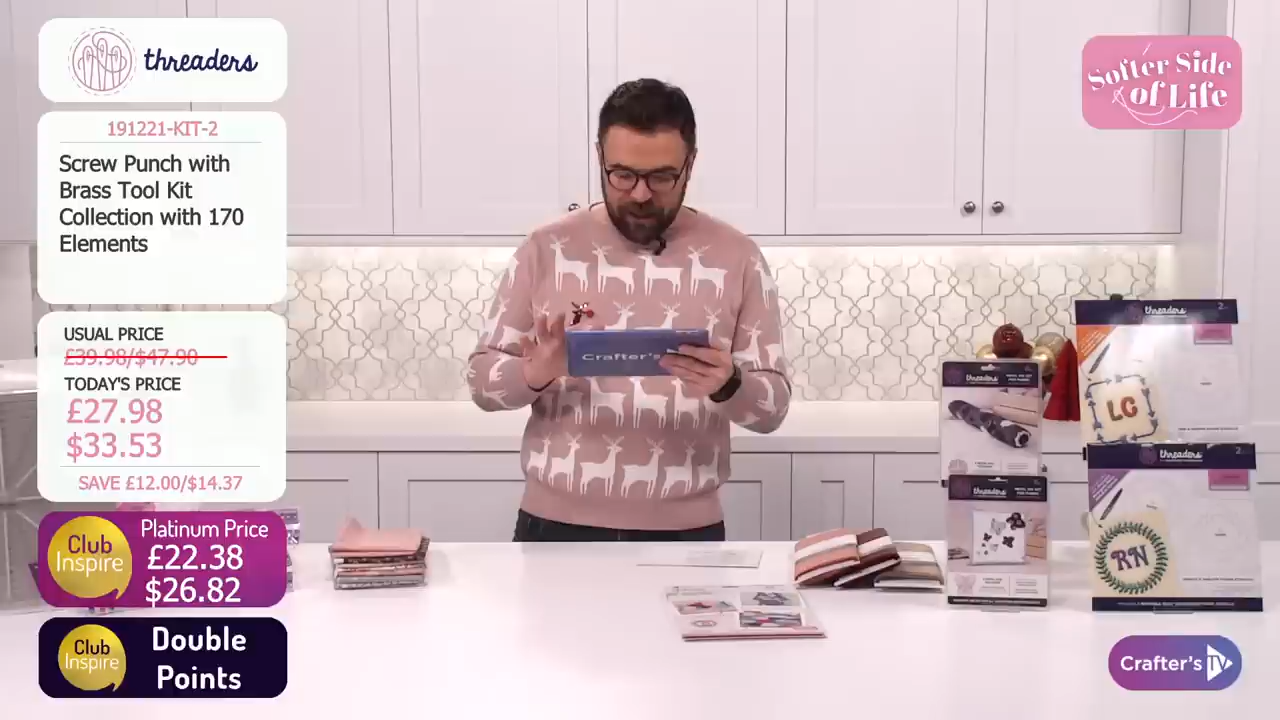 threaders
191221-KIT-2
Screw Punch with
Brass Tool Kit
Collection with 170
Elements
USUAL PRICE
£39.98/$47.90
TODAY'S PRICE
£27.98
$33.53
SAVE £12.00/$14.37
Club
Inspire
Platinum Price
£22.38
$26.82
Club
Inspire
Double
Points
Softer Side
of Life
Crafter's
threaders
LG
threaders
threaders
threaders
RN
Crafter's TV